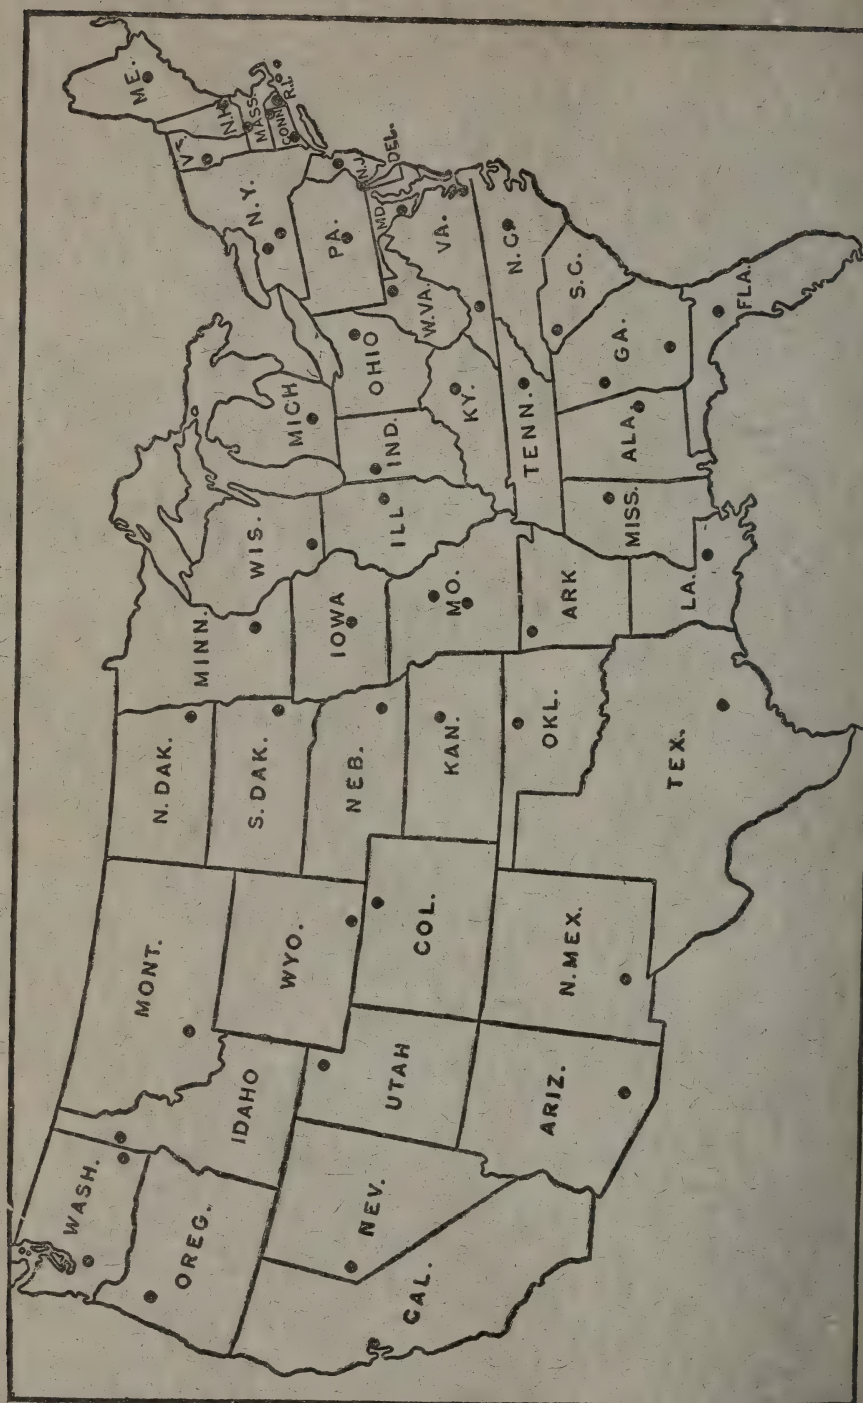 WASH.
OREG.
CAL.
NEV.
IDAHO
MONT.
WYO.
UTAH
ARIZ.
COL.
N.MEX.
N. DAK.
S. DAK.
NEB.
KAN.
OKL.
TEX.
MINN.
IOWA
MO.
ARK
LA.
WIS.
ILL
MICH
IND.
OHIO
KY.
TENN.
MISS.
ALA.
GA.
FLA.
S.C.
N.C.
VA.
W.VA.
MD.
DEL.
PA.
N.J.
N.Y.
VT.
N.H.
MASS.
CONN.
R.I.
ME.